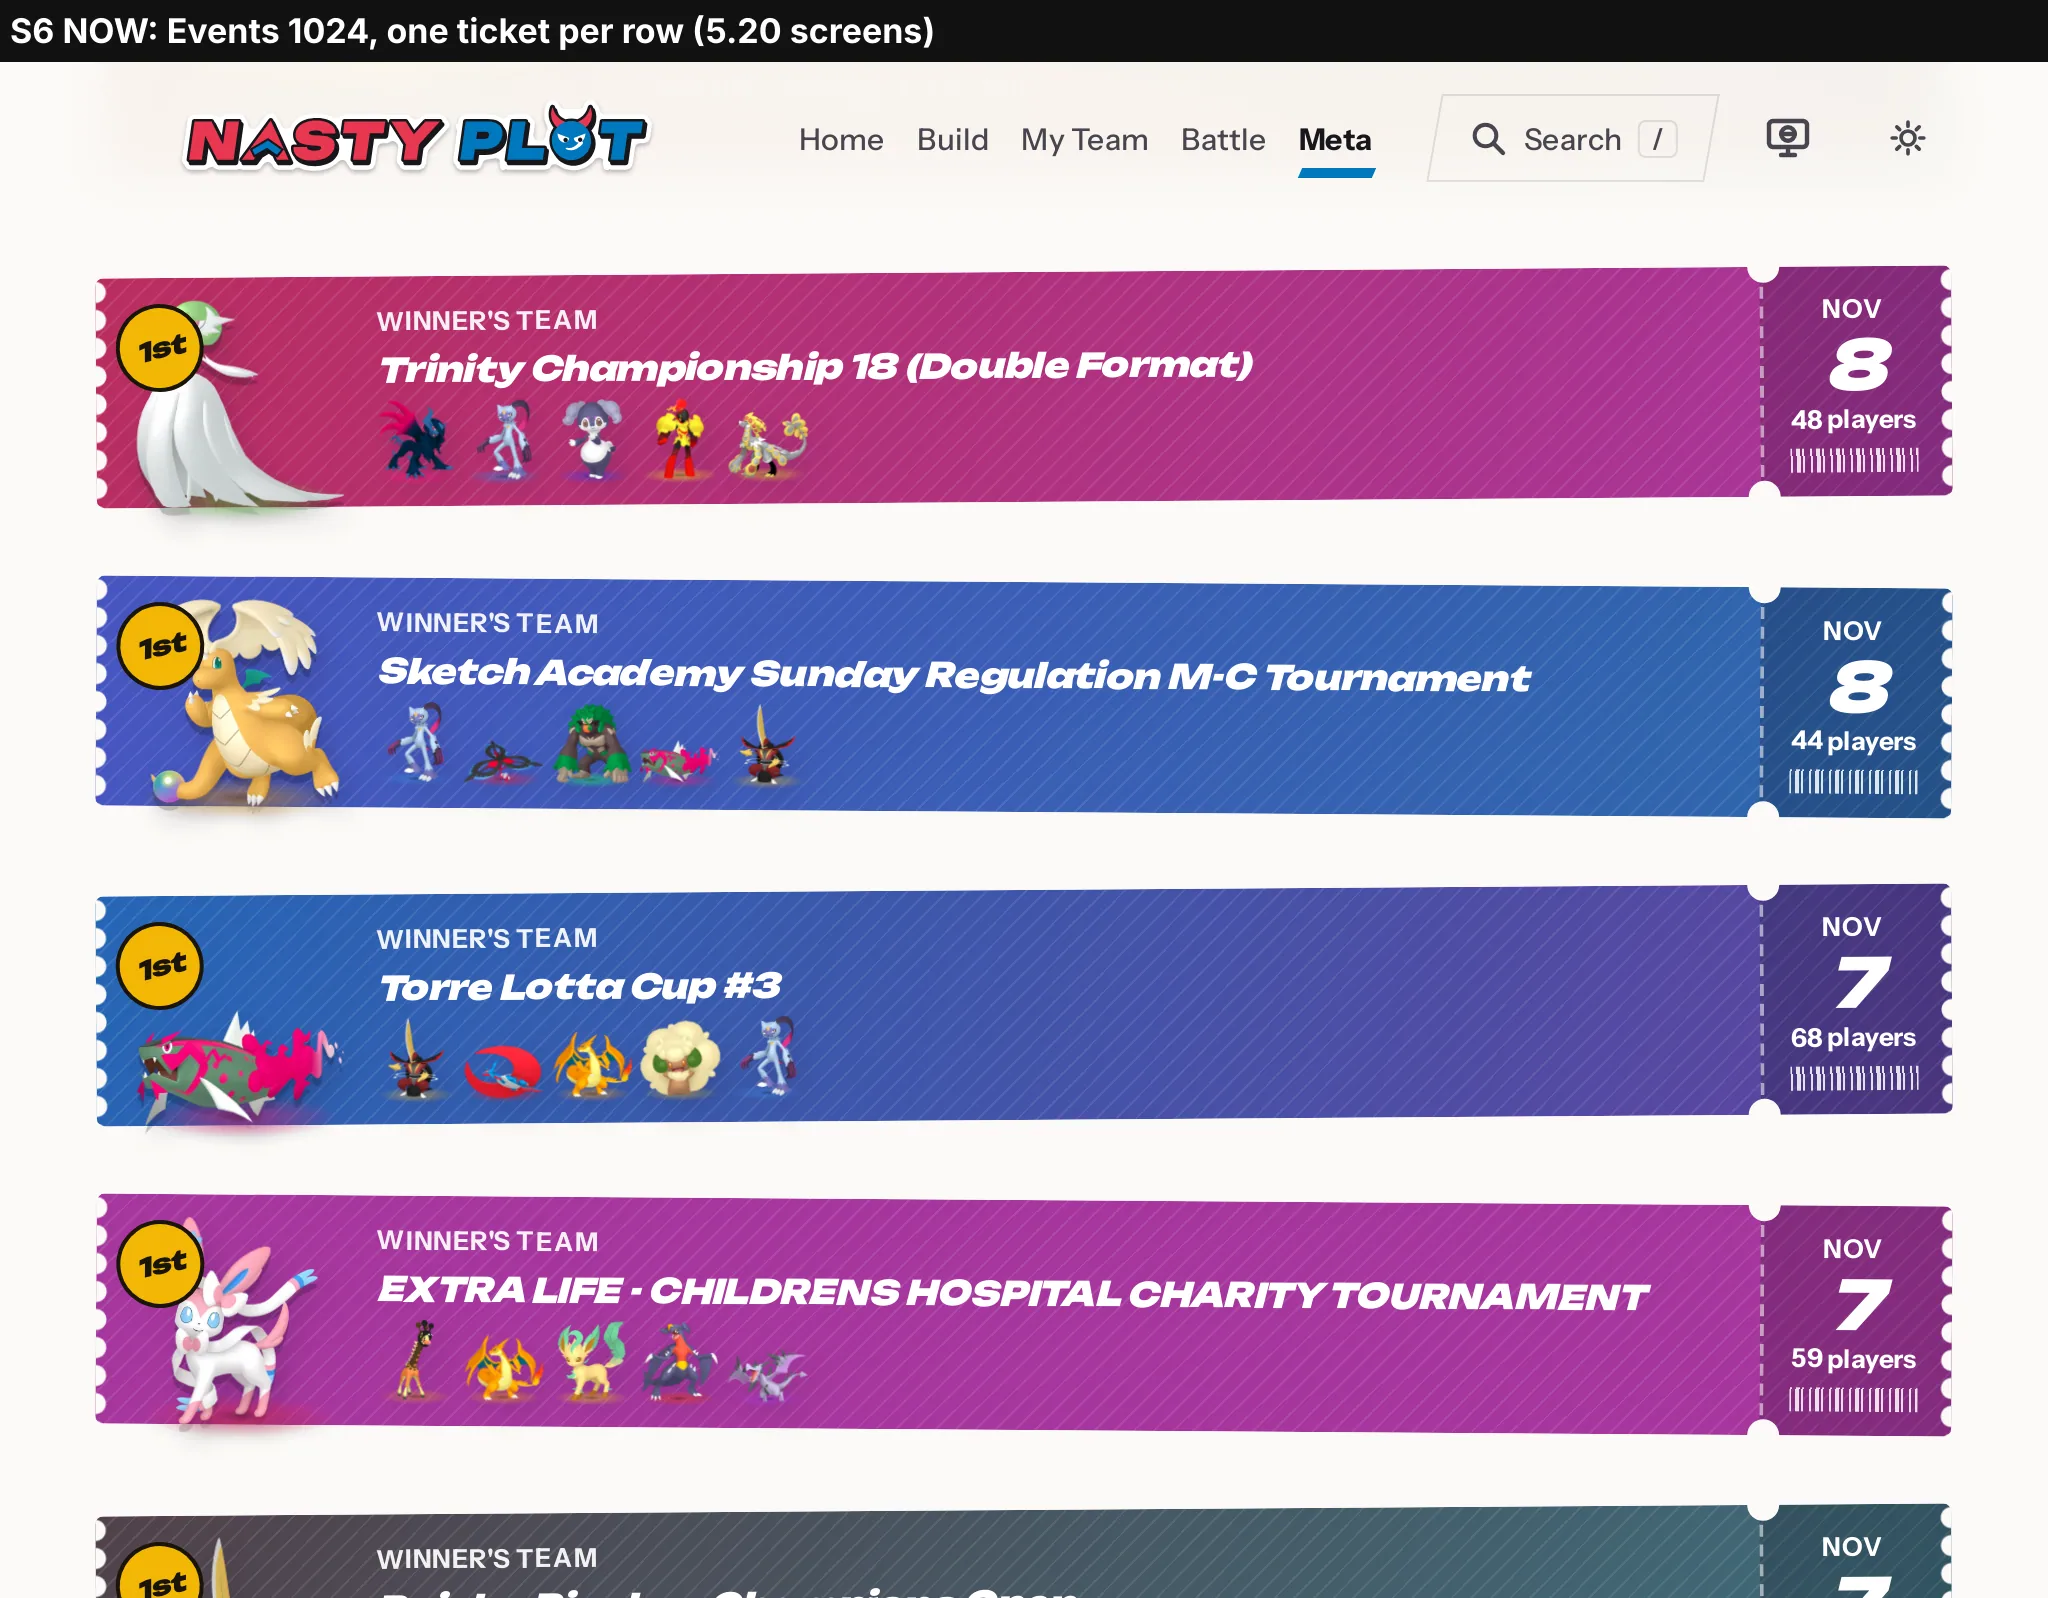 S6 NOW: Events 1024, one ticket per row (5.20 screens)
NASTY PLOT
Home Build My Team Battle Meta Search /
1st
WINNER'S TEAM
Trinity Championship 18 (Double Format)
NOV
8
48 players
1st
WINNER'S TEAM
Sketch Academy Sunday Regulation M-C Tournament
NOV
8
44 players
1st
WINNER'S TEAM
Torre Lotta Cup #3
NOV
7
68 players
1st
WINNER'S TEAM
EXTRA LIFE - CHILDRENS HOSPITAL CHARITY TOURNAMENT
NOV
7
59 players
1st
WINNER'S TEAM
NOV
7